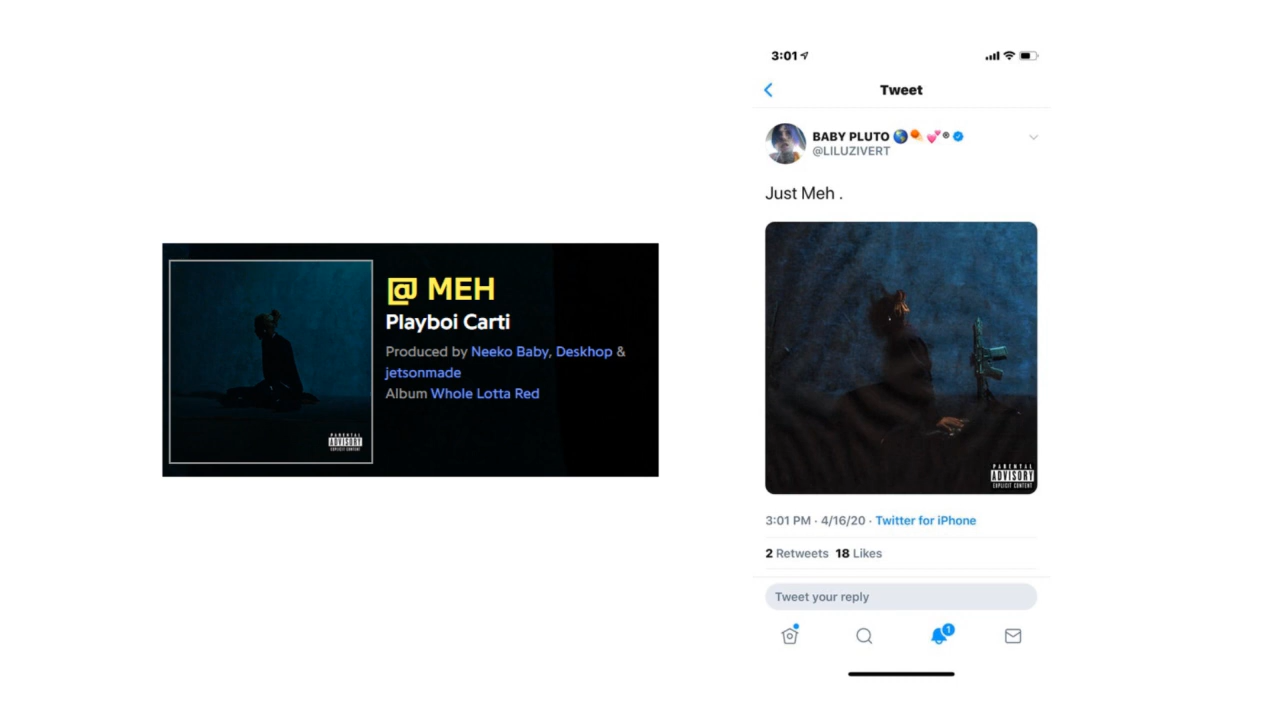 @ MEH
Playboi Carti
Produced by Neeko Baby, Deskhop &
jetsonmade
Album Whole Lotta Red
PARENTAL
ADVISORY
EXPLICIT CONTENT
3:01
Tweet
BABY PLUTO 🌎☄️💕®
@LILUZIVERT
Just Meh .
PARENTAL
ADVISORY
EXPLICIT CONTENT
3:01 PM · 4/16/20 · Twitter for iPhone
2 Retweets 18 Likes
Tweet your reply
1